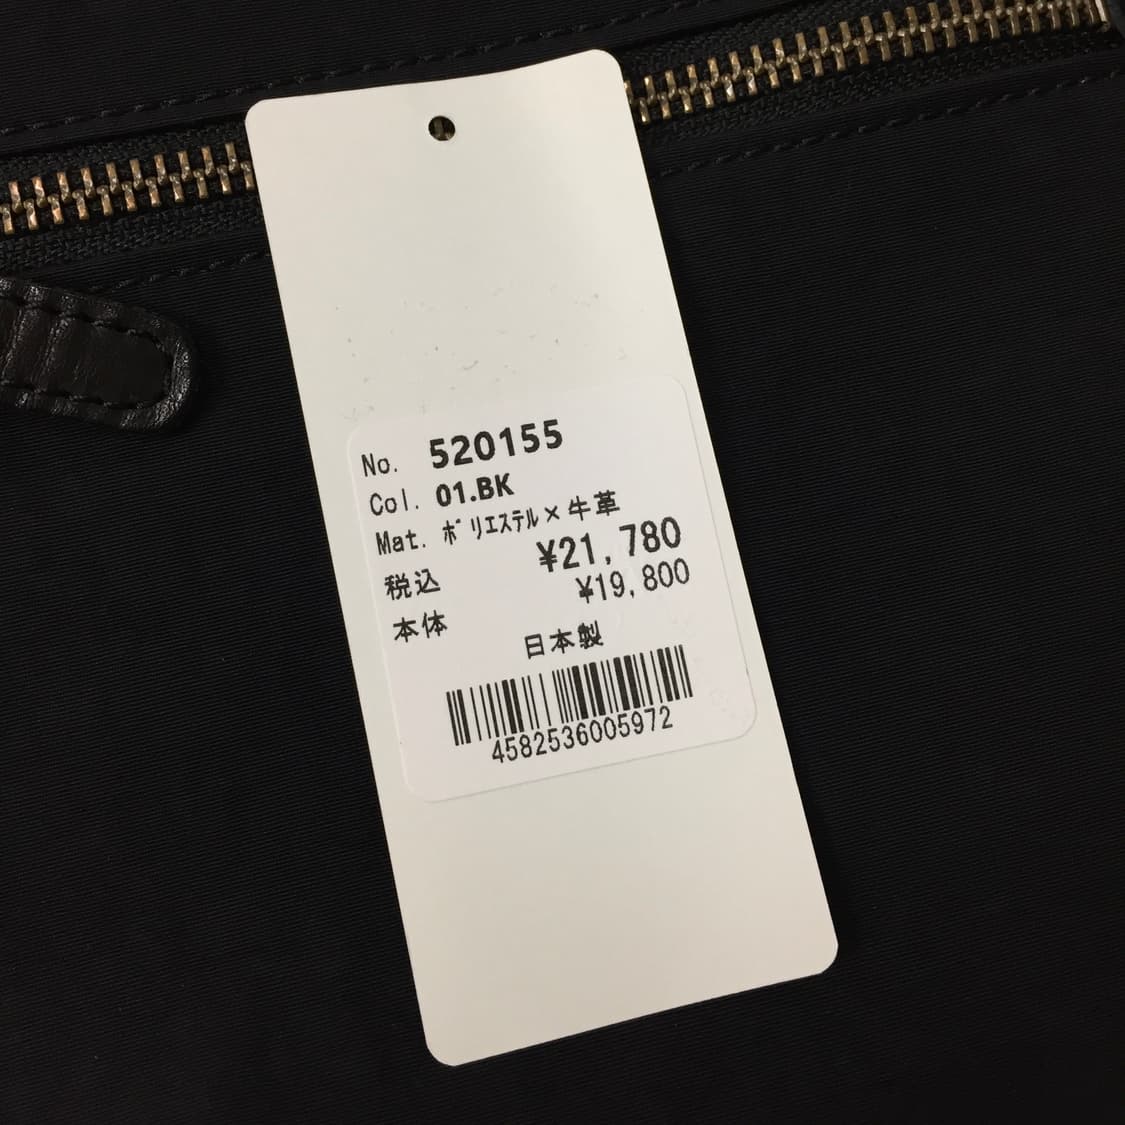 No. 520155
Col. 01.BK
Mat. ﾎﾟﾘｴｽﾃﾙ×牛革
税込 ¥21,780
本体 ¥19,800
日本製
4582536005972